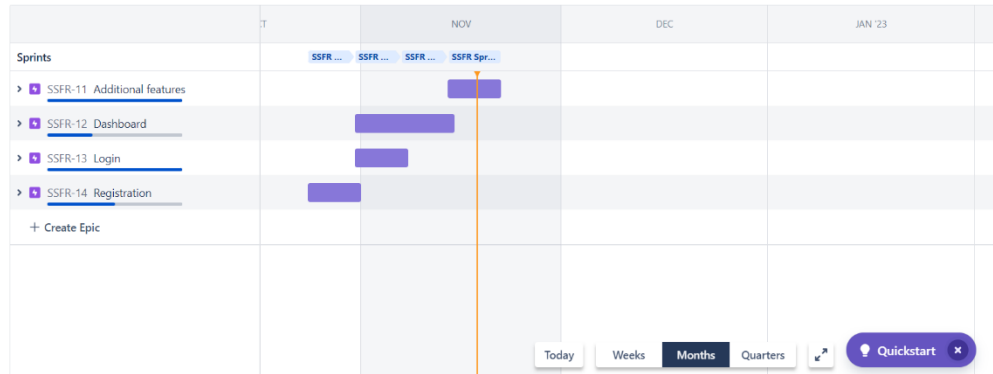 CT NOV DEC JAN '23
Sprints SSFR ... SSFR ... SSFR ... SSFR Spr...
SSFR-11 Additional features
SSFR-12 Dashboard
SSFR-13 Login
SSFR-14 Registration
+ Create Epic
Today Weeks Months Quarters Quickstart